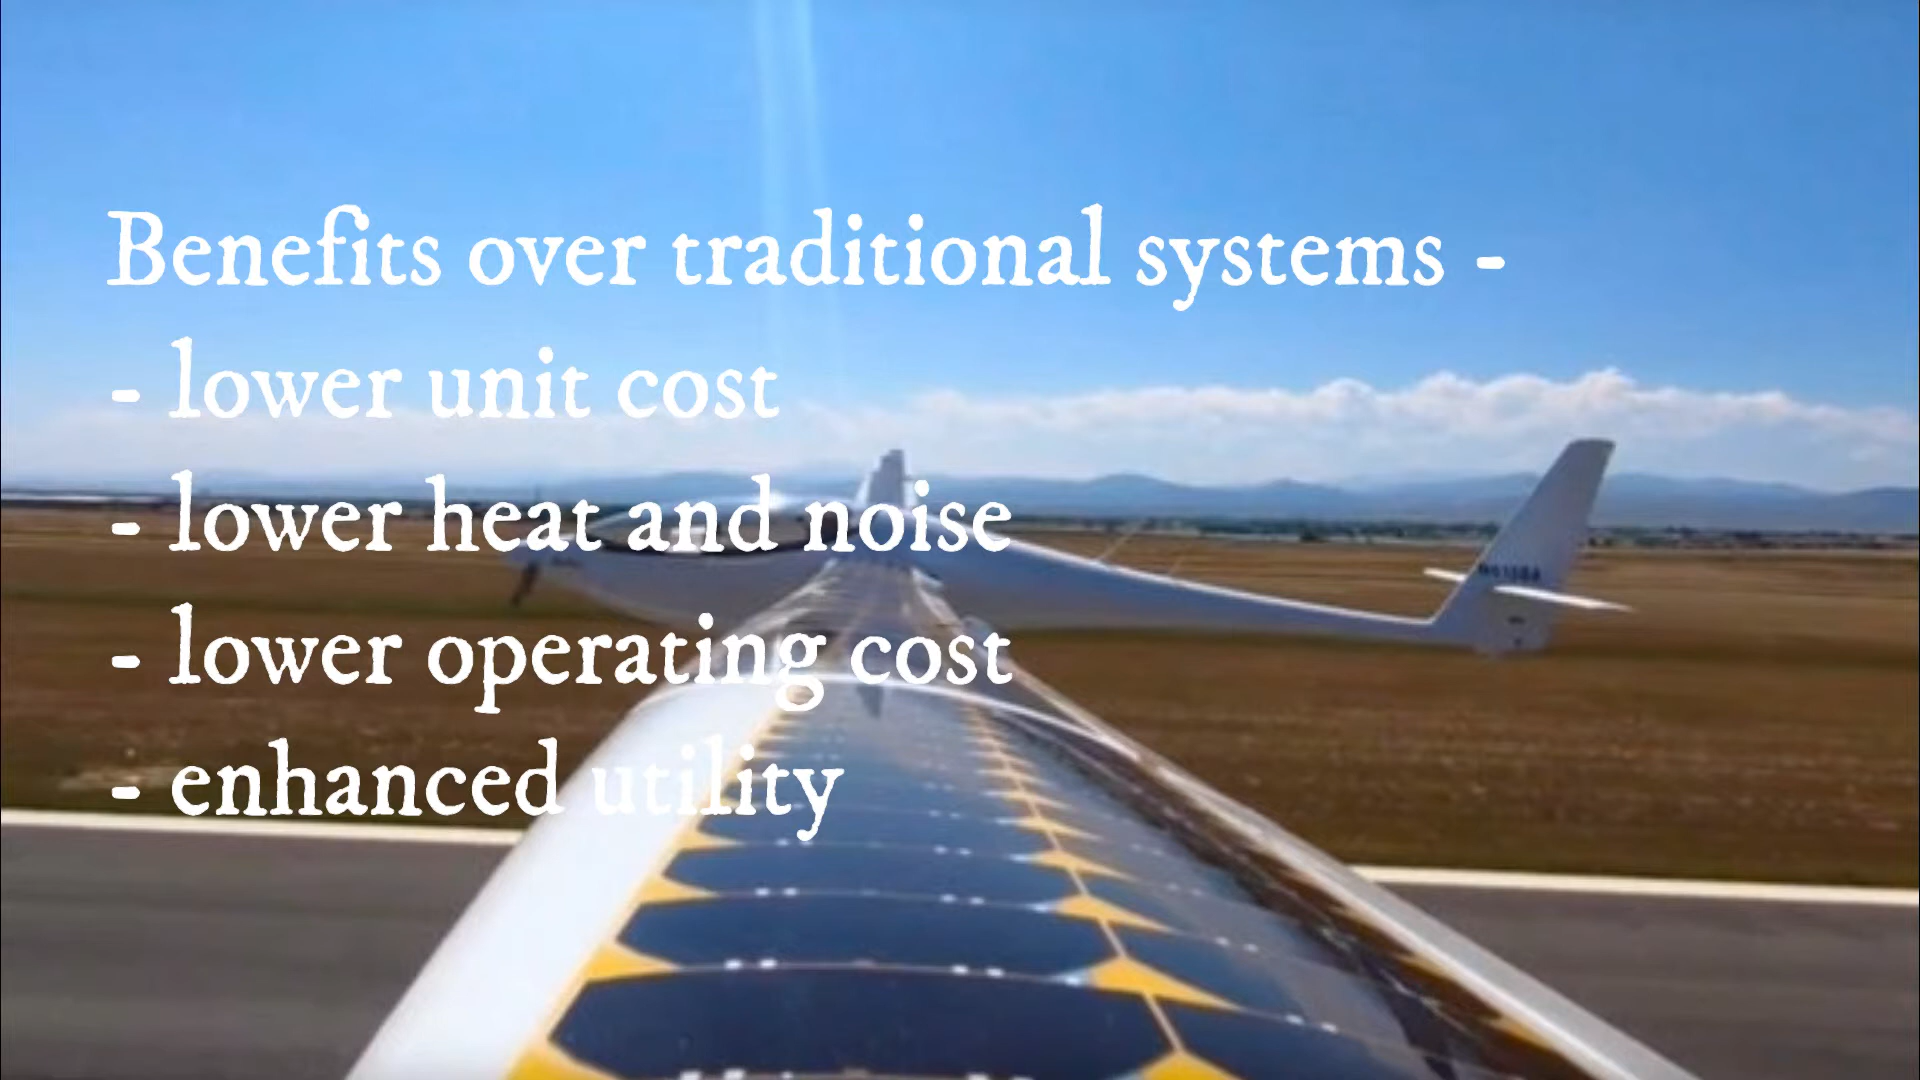 Benefits over traditional systems -
- lower unit cost
- lower heat and noise
- lower operating cost
- enhanced utility